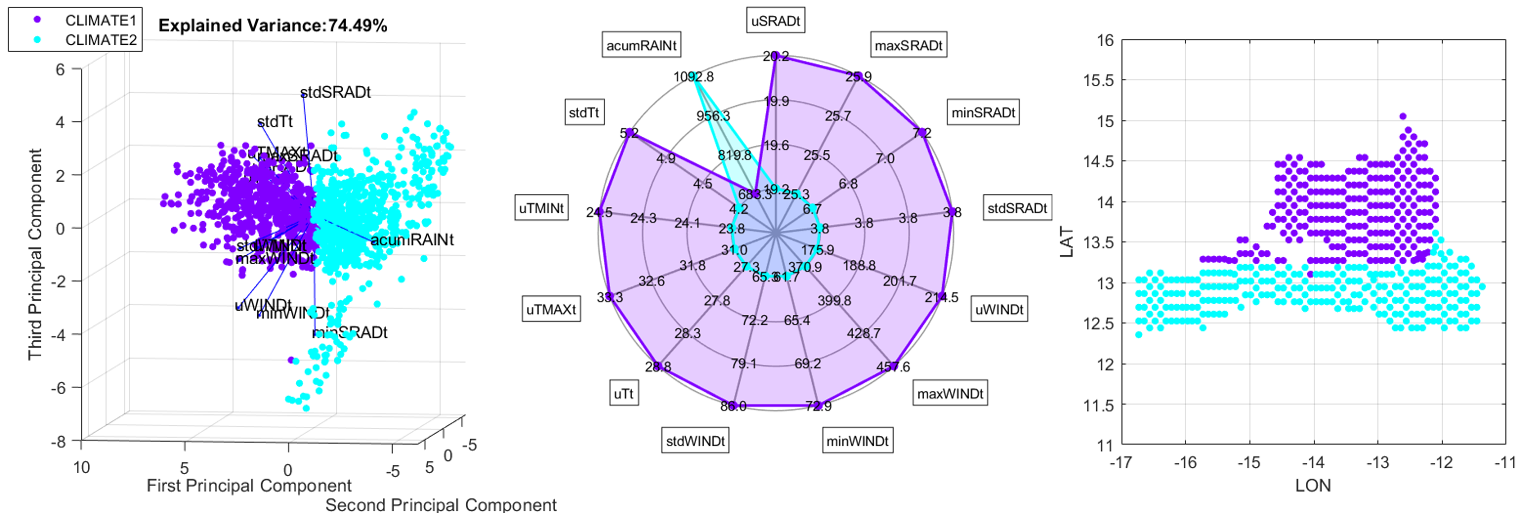 CLIMATE1
CLIMATE2
Explained Variance:74.49%
6
4
2
0
-2
-4
-6
-8
Third Principal Component
10
5
0
-5
First Principal Component
5
0
-5
Second Principal Component
stdSRADt
stdTt
uTMAXt
acumRAINt
maxWINDt
uWINDt
minWINDt
minSRADt
uSRADt
maxSRADt
minSRADt
stdSRADt
uWINDt
maxWINDt
minWINDt
stdWINDt
uTt
uTMAXt
uTMINt
stdTt
acumRAINt
20.2
19.9
19.6
19.2
25.9
25.7
25.5
25.3
7.2
7.0
6.8
6.7
3.8
3.8
3.8
3.8
214.5
201.7
188.8
175.9
457.6
428.7
399.8
370.9
72.9
69.2
65.4
61.7
86.0
79.1
72.2
65.3
28.8
28.3
27.8
27.3
33.3
32.6
31.8
31.0
24.5
24.3
24.1
23.8
5.2
4.9
4.5
4.2
1092.8
956.3
819.8
683.3
16
15.5
15
14.5
14
13.5
13
12.5
12
11.5
11
LAT
-17
-16
-15
-14
-13
-12
-11
LON